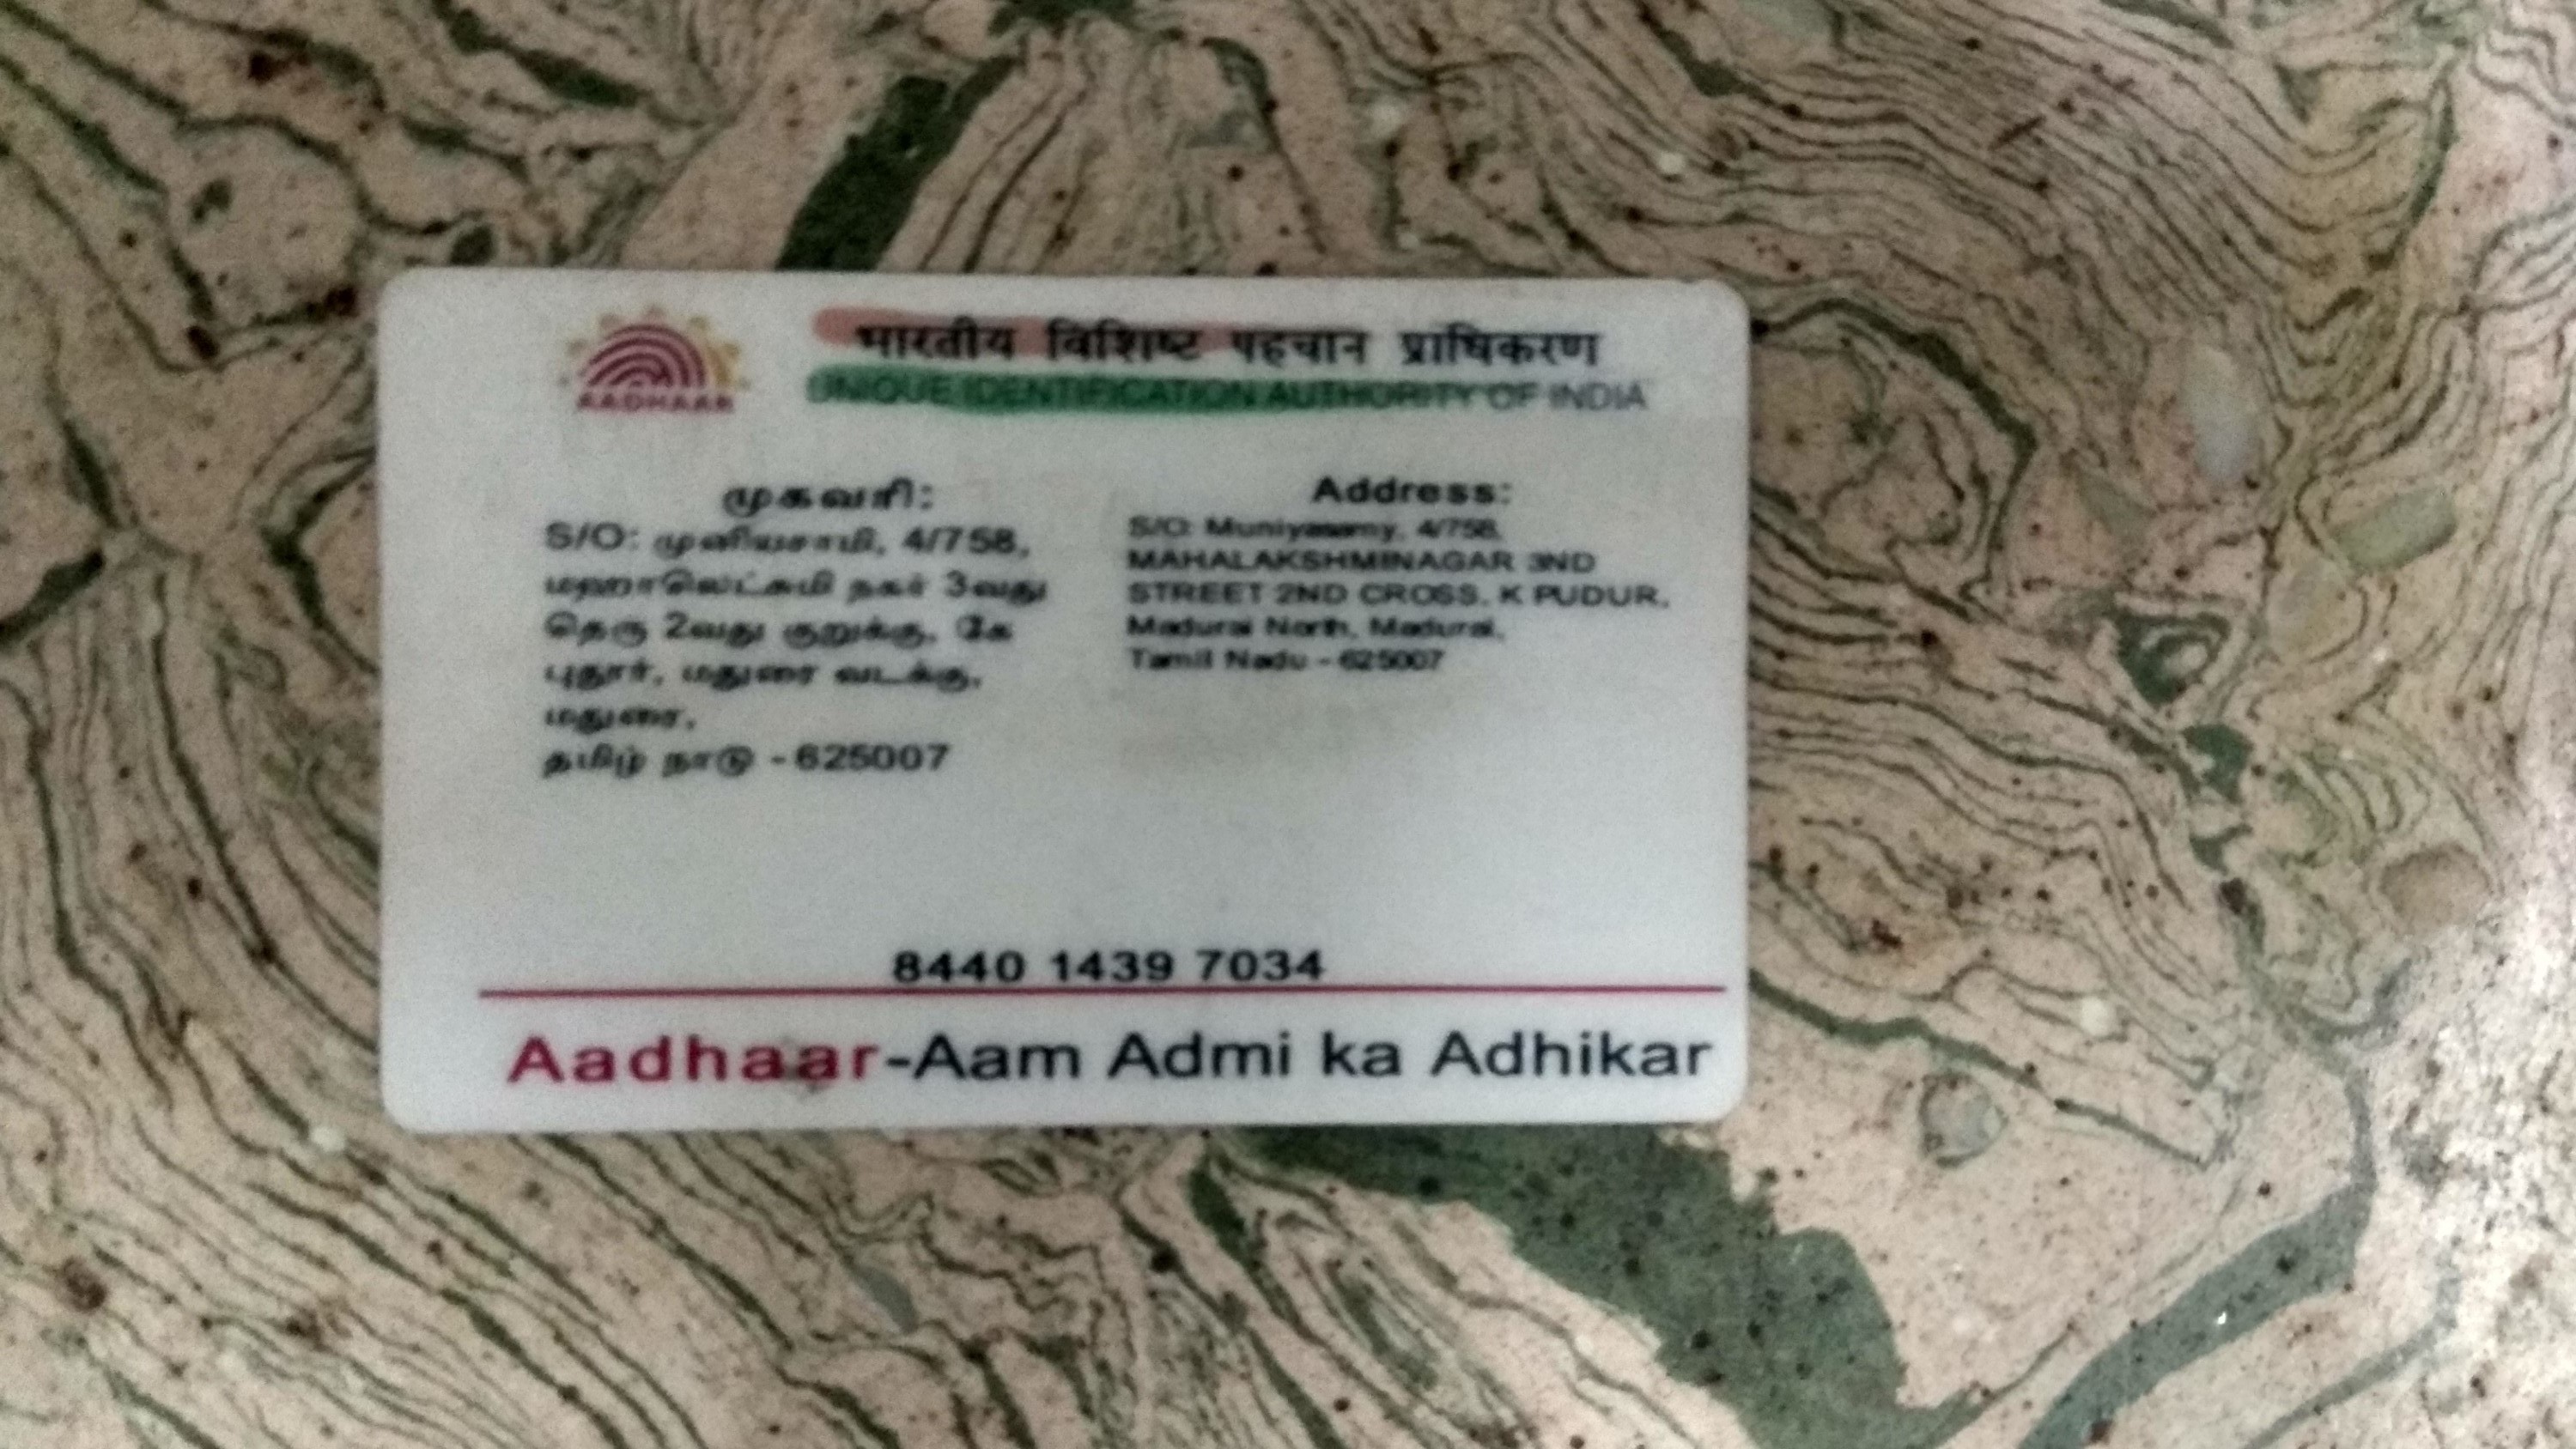 AADHAAR
भारतीय विशिष्ट पहचान प्राधिकरण
UNIQUE IDENTIFICATION AUTHORITY OF INDIA
முகவரி:
S/O: முனியசாமி, 4/758,
மஹாலெட்சுமி நகர் 3வது
தெரு 2வது குறுக்கு, கே
புதூர், மதுரை வடக்கு,
மதுரை,
தமிழ் நாடு - 625007
Address:
S/O: Muniyasamy, 4/758,
MAHALAKSHMINAGAR 3ND
STREET 2ND CROSS, K PUDUR,
Madurai North, Madurai,
Tamil Nadu - 625007
8440 1439 7034
Aadhaar-Aam Admi ka Adhikar